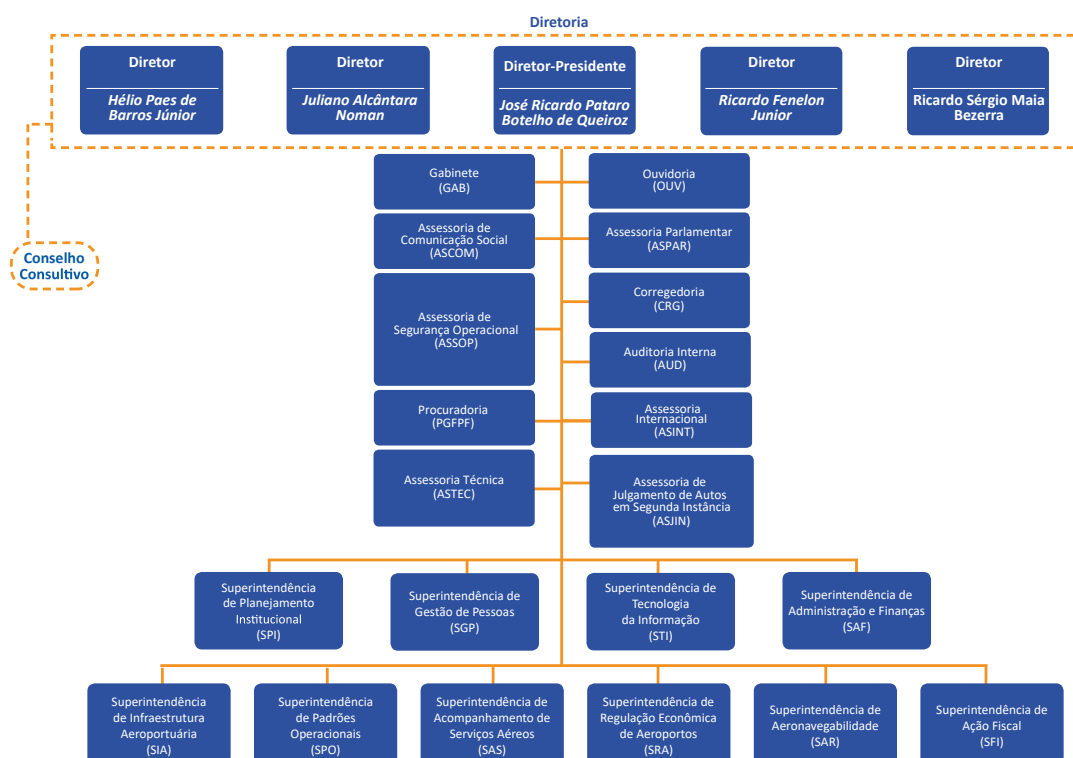 Diretoria
Diretor
Hélio Paes de
Barros Júnior
Diretor
Juliano Alcântara
Noman
Diretor-Presidente
José Ricardo Pataro
Botelho de Queiroz
Diretor
Ricardo Fenelon
Junior
Diretor
Ricardo Sérgio Maia
Bezerra
Conselho
Consultivo
Gabinete
(GAB)
Ouvidoria
(OUV)
Assessoria de
Comunicação Social
(ASCOM)
Assessoria Parlamentar
(ASPAR)
Assessoria de
Segurança Operacional
(ASSOP)
Corregedoria
(CRG)
Auditoria Interna
(AUD)
Procuradoria
(PGFPF)
Assessoria
Internacional
(ASINT)
Assessoria Técnica
(ASTEC)
Assessoria de
Julgamento de Autos
em Segunda Instância
(ASJIN)
Superintendência
de Planejamento
Institucional
(SPI)
Superintendência de
Gestão de Pessoas
(SGP)
Superintendência de
Tecnologia
da Informação
(STI)
Superintendência de
Administração e Finanças
(SAF)
Superintendência
de Infraestrutura
Aeroportuária
(SIA)
Superintendência
de Padrões
Operacionais
(SPO)
Superintendência de
Acompanhamento de
Serviços Aéreos
(SAS)
Superintendência de
Regulação Econômica
de Aeroportos
(SRA)
Superintendência de
Aeronavegabilidade
(SAR)
Superintendência de
Ação Fiscal
(SFI)